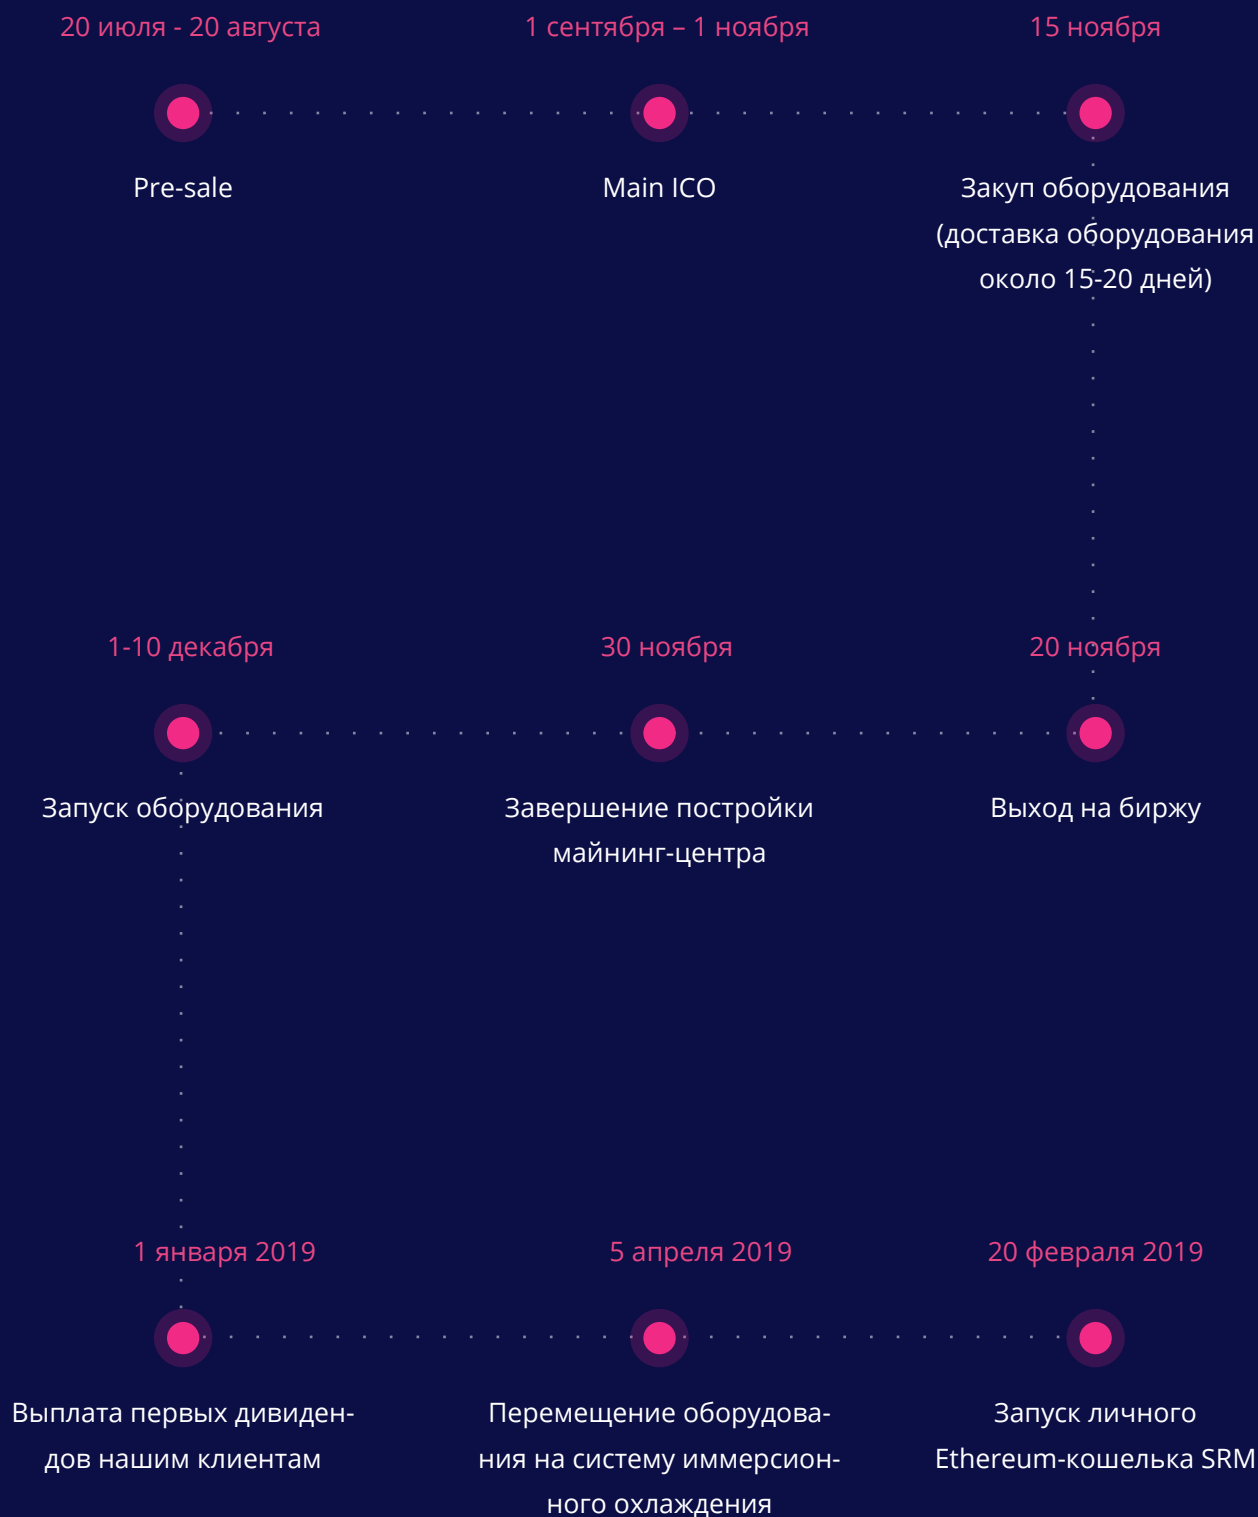 20 июля - 20 августа
Pre-sale
1 сентября – 1 ноября
Main ICO
15 ноября
Закуп оборудования
(доставка оборудования
около 15-20 дней)
20 ноября
Выход на биржу
30 ноября
Завершение постройки
майнинг-центра
1-10 декабря
Запуск оборудования
1 января 2019
Выплата первых дивиден-
дов нашим клиентам
5 апреля 2019
Перемещение оборудова-
ния на систему иммерсион-
ного охлаждения
20 февраля 2019
Запуск личного
Ethereum-кошелька SRM